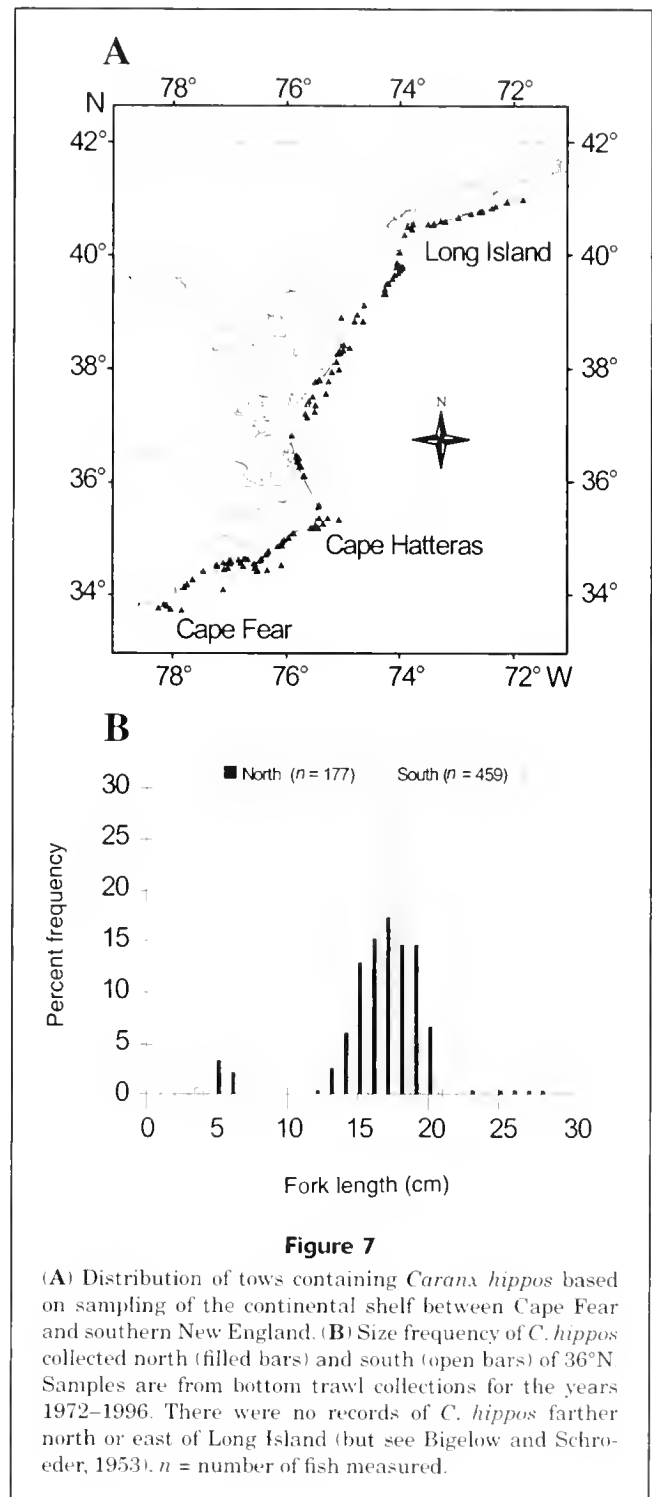 A
78° 76° 74° 72°
N
42° 42°
40° 40°
Long Island
38° 38°
N
36° 36°
Cape Hatteras
34° 34°
Cape Fear
78° 76° 74° 72° W
B
North (n = 177) South (n = 459)
30
25
20
15
10
5
0
Percent frequency
0 5 10 15 20 25 30
Fork length (cm)
Figure 7
(A) Distribution of tows containing Caranx hippos based
on sampling of the continental shelf between Cape Fear
and southern New England. (B) Size frequency of C. hippos
collected north (filled bars) and south (open bars) of 36°N.
Samples are from bottom trawl collections for the years
1972–1996. There were no records of C. hippos farther
north or east of Long Island (but see Bigelow and Schro-
eder, 1953). n = number of fish measured.